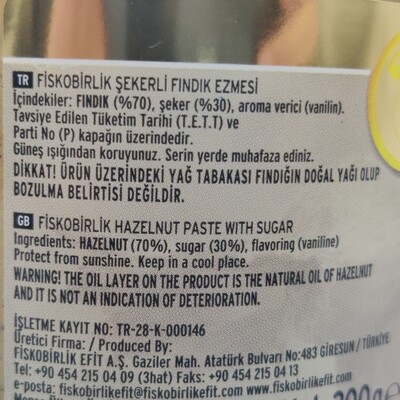 TR FİSKOBİRLİK ŞEKERLİ FINDIK EZMESİ
İçindekiler: FINDIK (%70), şeker (%30), aroma verici (vanilin).
Tavsiye Edilen Tüketim Tarihi (T.E.T.T) ve
Parti No (P) kapağın üzerindedir.
Güneş ışığından koruyunuz. Serin yerde muhafaza ediniz.
DİKKAT! ÜRÜN ÜZERİNDEKİ YAĞ TABAKASI FINDIĞIN DOĞAL YAĞI OLUP
BOZULMA BELİRTİSİ DEĞİLDİR.
GB FİSKOBİRLİK HAZELNUT PASTE WITH SUGAR
Ingredients: HAZELNUT (70%), sugar (30%), flavoring (vaniline)
Protect from sunshine. Keep in a cool place.
WARNING! THE OIL LAYER ON THE PRODUCT IS THE NATURAL OIL OF HAZELNUT
AND IT IS NOT AN INDICATION OF DETERIORATION.
İŞLETME KAYIT NO: TR-28-K-000146
Üretici Firma: / Produced By:
FİSKOBİRLİK EFİT A.Ş. Gaziler Mah. Atatürk Bulvarı No:483 GİRESUN / TÜRKİYE
Tel: +90 454 215 04 09 (3hat) Faks: +90 454 215 04 13
e-posta: fiskobirlikefit@fiskobirlikefit.com www.fiskobirlikefit.com